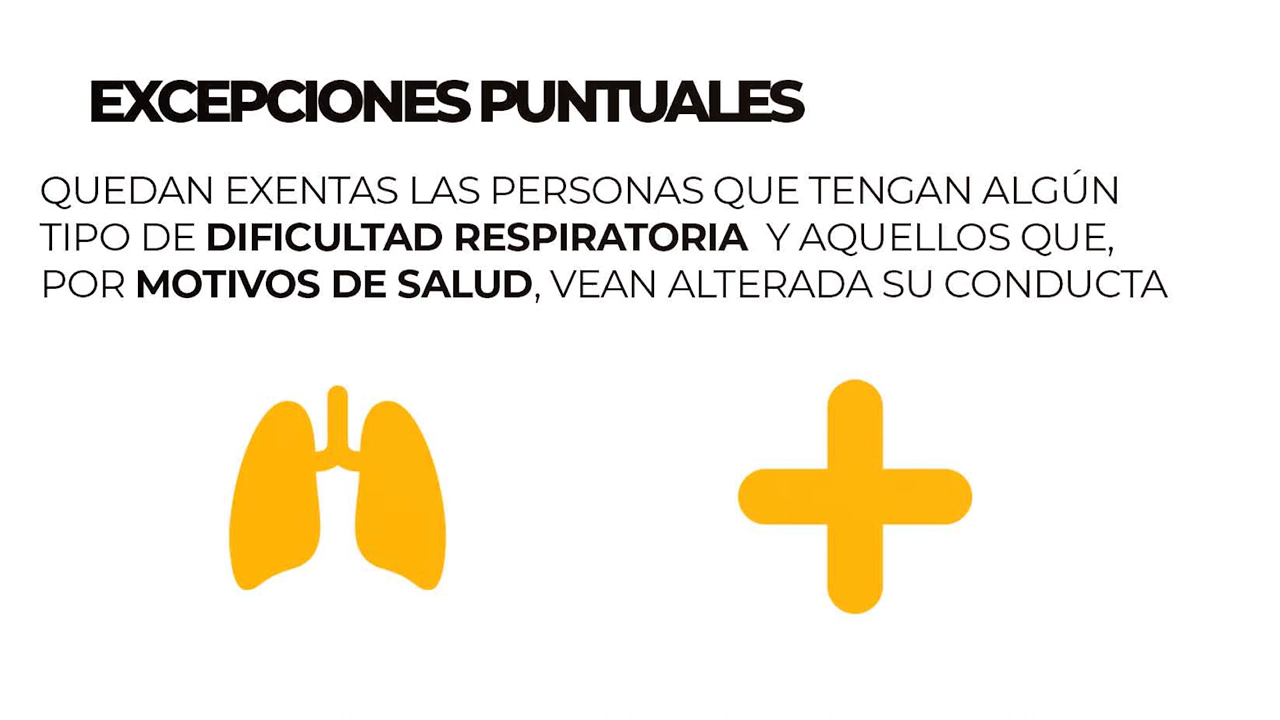 EXCEPCIONES PUNTUALES
QUEDAN EXENTAS LAS PERSONAS QUE TENGAN ALGÚN
TIPO DE DIFICULTAD RESPIRATORIA Y AQUELLOS QUE,
POR MOTIVOS DE SALUD, VEAN ALTERADA SU CONDUCTA